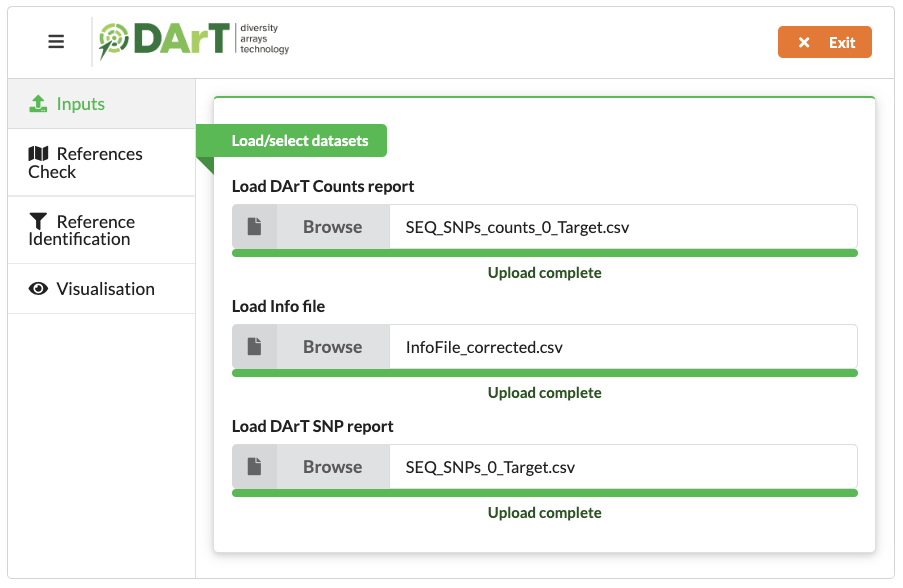 DArT
diversity
arrays
technology
Exit
Inputs
References
Check
Reference
Identification
Visualisation
Load/select datasets
Load DArT Counts report
Browse
SEQ_SNPs_counts_0_Target.csv
Upload complete
Load Info file
Browse
InfoFile_corrected.csv
Upload complete
Load DArT SNP report
Browse
SEQ_SNPs_0_Target.csv
Upload complete